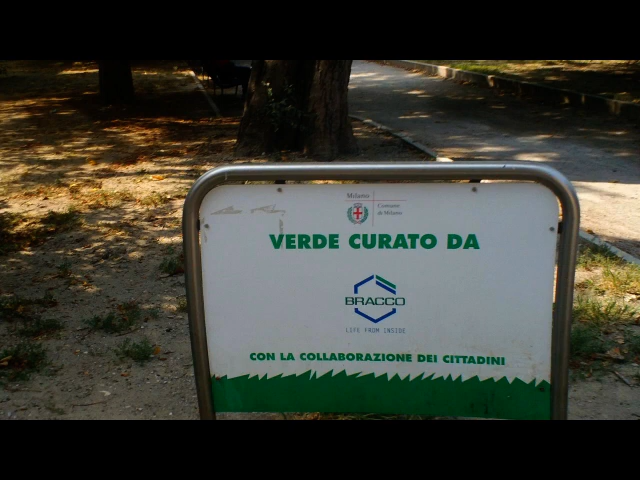 Milano
Comune
di Milano
VERDE CURATO DA
BRACCO
LIFE FROM INSIDE
CON LA COLLABORAZIONE DEI CITTADINI